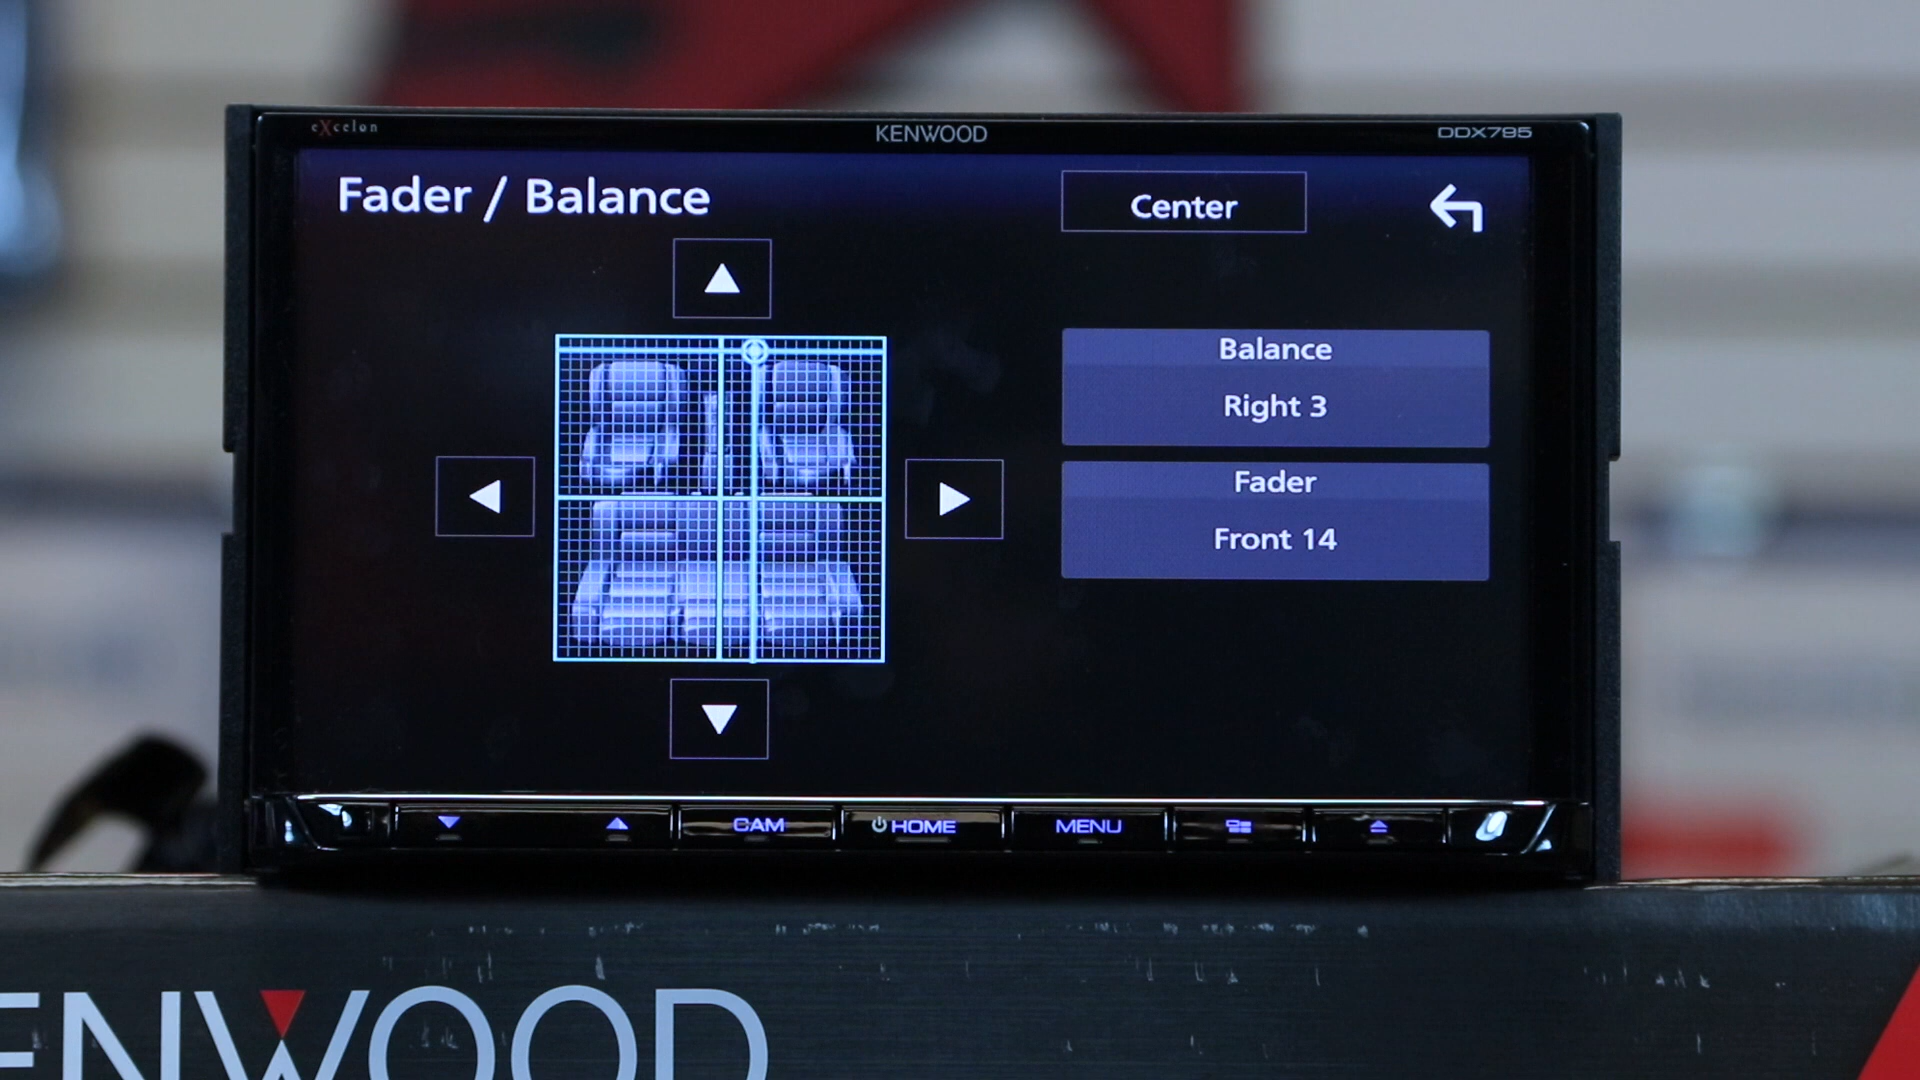 eXcelon
KENWOOD
DDX795
Fader / Balance
Center
Balance
Right 3
Fader
Front 14
CAM
HOME
MENU
ENWOOD